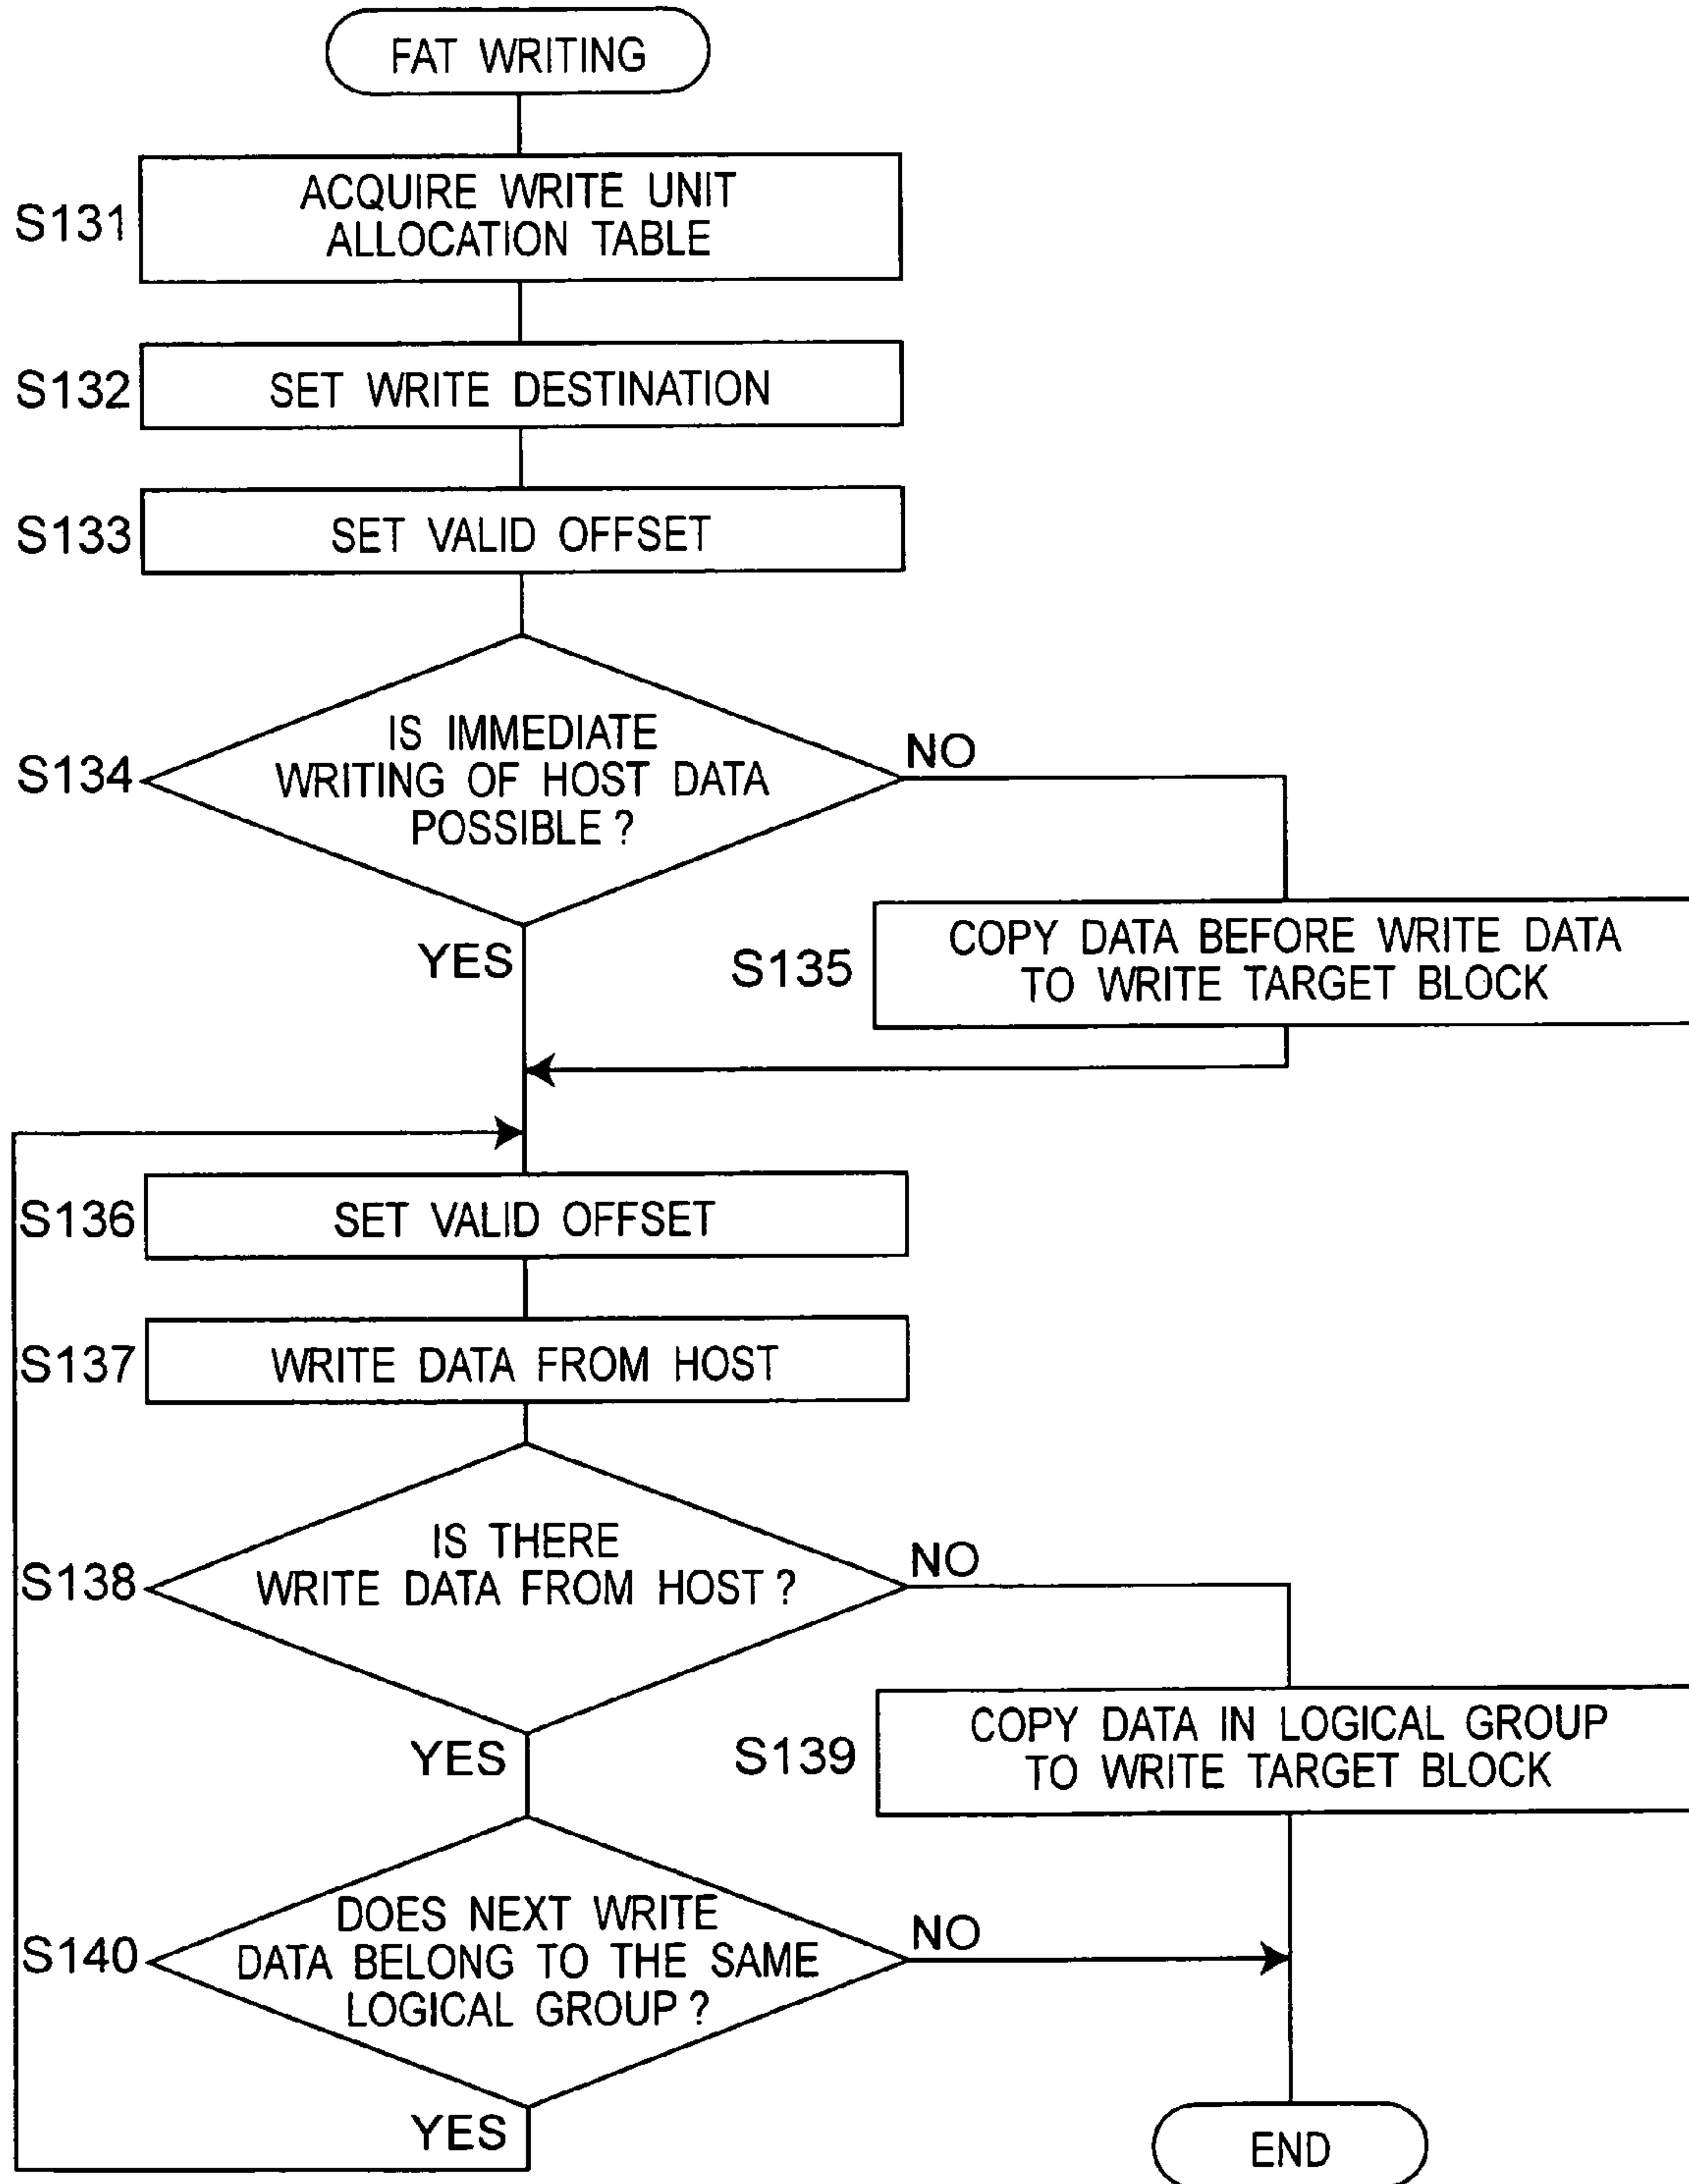 FAT WRITING
S131
ACQUIRE WRITE UNIT
ALLOCATION TABLE
S132
SET WRITE DESTINATION
S133
SET VALID OFFSET
S134
IS IMMEDIATE
WRITING OF HOST DATA
POSSIBLE ?
NO
YES
S135
COPY DATA BEFORE WRITE DATA
TO WRITE TARGET BLOCK
S136
SET VALID OFFSET
S137
WRITE DATA FROM HOST
S138
IS THERE
WRITE DATA FROM HOST ?
NO
YES
S139
COPY DATA IN LOGICAL GROUP
TO WRITE TARGET BLOCK
S140
DOES NEXT WRITE
DATA BELONG TO THE SAME
LOGICAL GROUP ?
NO
YES
END